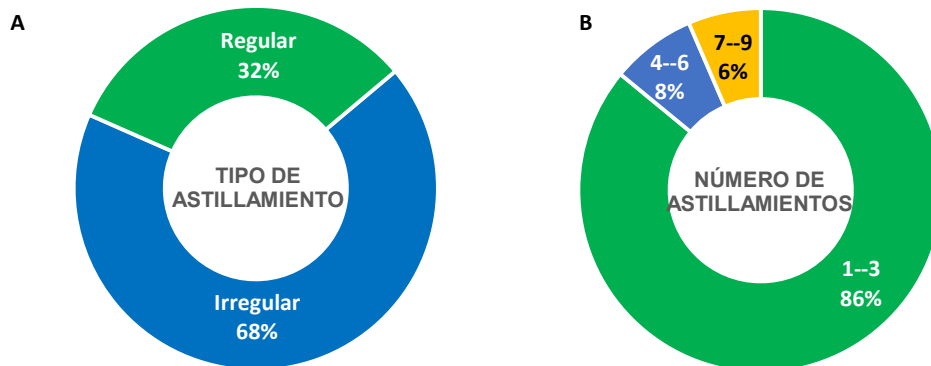 A
Regular
32%
TIPO DE
ASTILLAMIENTO
Irregular
68%
B
7--9
6%
4--6
8%
NÚMERO DE
ASTILLAMIENTOS
1--3
86%